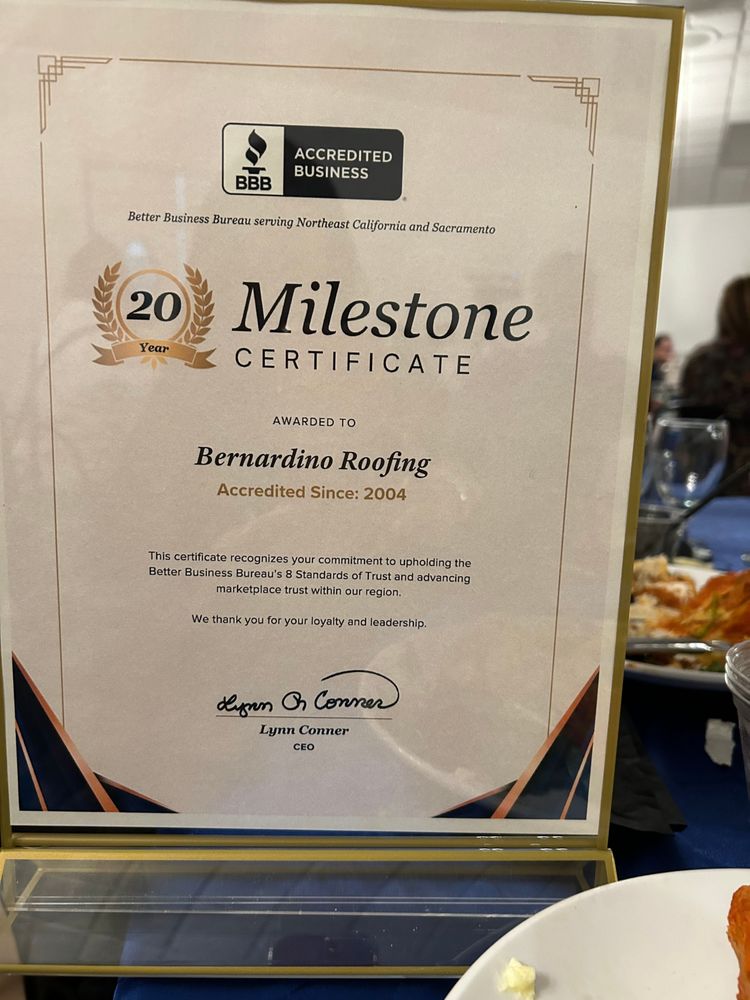 BBB
ACCREDITED
BUSINESS
Better Business Bureau serving Northeast California and Sacramento
20
Year
Milestone
CERTIFICATE
AWARDED TO
Bernardino Roofing
Accredited Since: 2004
This certificate recognizes your commitment to upholding the
Better Business Bureau's 8 Standards of Trust and advancing
marketplace trust within our region.
We thank you for your loyalty and leadership.
Lynn Conner
Lynn Conner
CEO